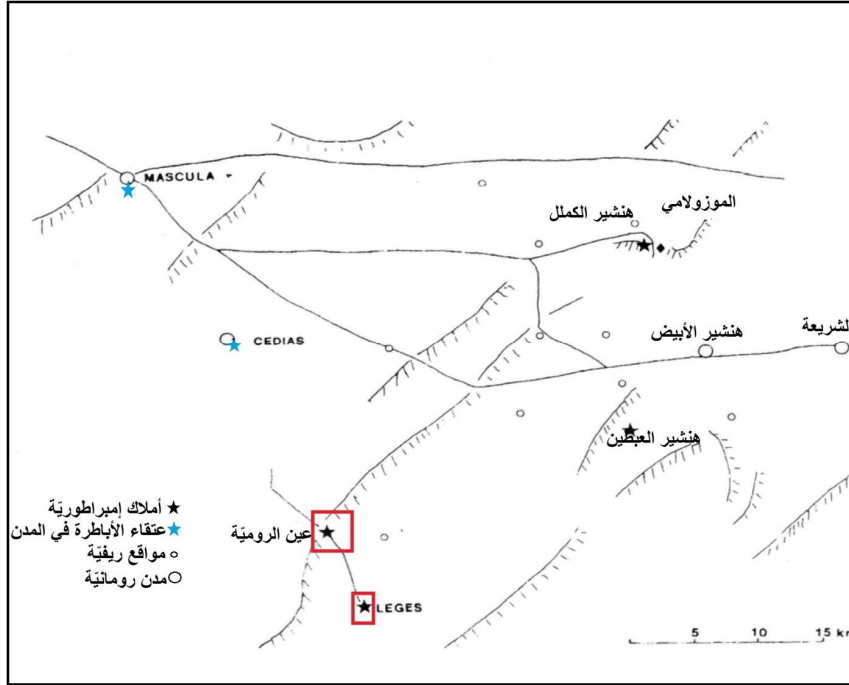 MASCULA
الموزولامي
هنشير الكملل
هنشير الأبيض
الشريعة
CEDIAS
هنشير العبطين
عين الروميّة
LEGES
أملاك إمبراطوريّة
عتقاء الأباطرة في المدن
مواقع ريفيّة
مدن رومانيّة
5 10 15 km